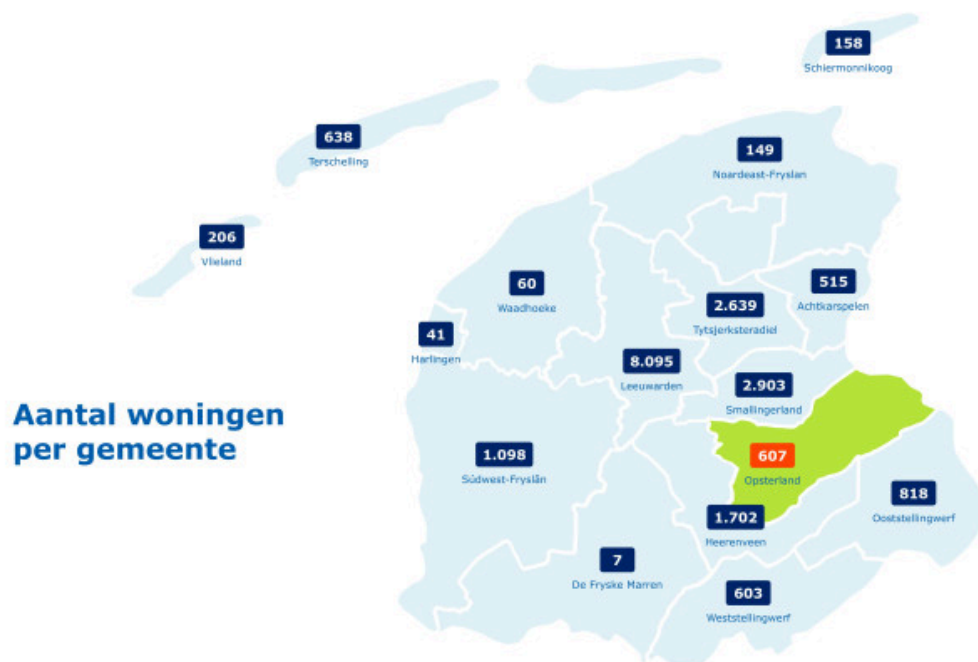 158
Schiermonnikoog
638
Terschelling
149
Noardeast-Fryslan
206
Vlieland
60
Waadhoeke
515
Achtkarspelen
2.639
Tytsjerksteradiel
41
Harlingen
8.095
Leeuwarden
2.903
Smallingerland
Aantal woningen
per gemeente
1.098
Súdwest-Fryslân
607
Opsterland
818
Ooststellingwerf
1.702
Heerenveen
7
De Fryske Marren
603
Weststellingwerf